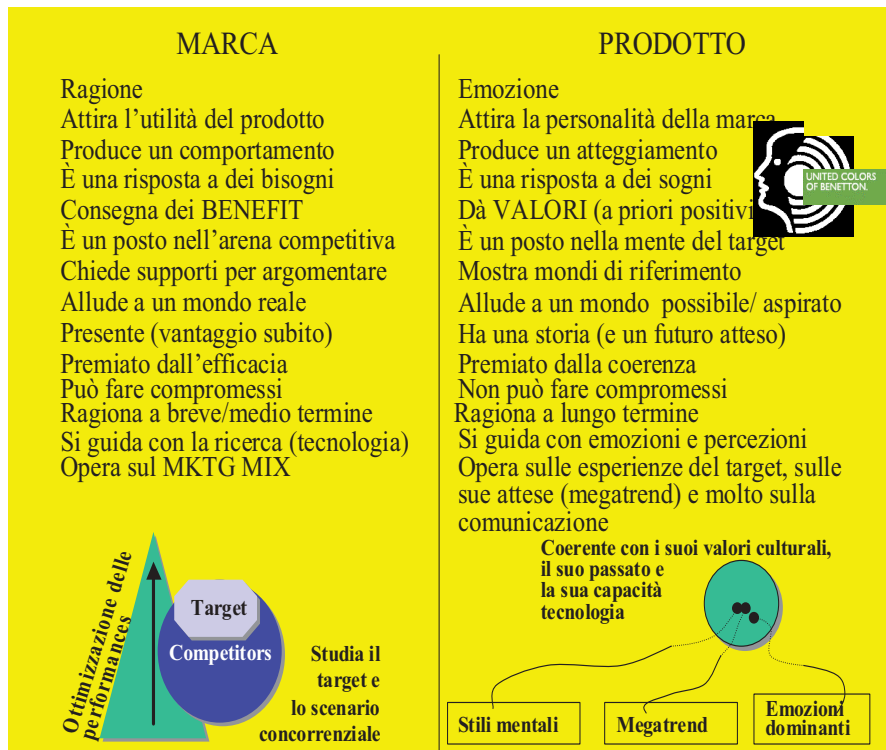 MARCA
Ragione
Attira l’utilità del prodotto
Produce un comportamento
È una risposta a dei bisogni
Consegna dei BENEFIT
È un posto nell’arena competitiva
Chiede supporti per argomentare
Allude a un mondo reale
Presente (vantaggio subito)
Premiato dall’efficacia
Può fare compromessi
Ragiona a breve/medio termine
Si guida con la ricerca (tecnologia)
Opera sul MKTG MIX
Ottimizzazione delle
performances
Target
Competitors
Studia il
target e
lo scenario
concorrenziale
PRODOTTO
Emozione
Attira la personalità della marca
Produce un atteggiamento
È una risposta a dei sogni
Dà VALORI (a priori positivi
È un posto nella mente del target
Mostra mondi di riferimento
Allude a un mondo possibile/ aspirato
Ha una storia (e un futuro atteso)
Premiato dalla coerenza
Non può fare compromessi
Ragiona a lungo termine
Si guida con emozioni e percezioni
Opera sulle esperienze del target, sulle
sue attese (megatrend) e molto sulla
comunicazione
UNITED COLORS
OF BENETTON.
Coerente con i suoi valori culturali,
il suo passato e
la sua capacità
tecnologia
Stili mentali
Megatrend
Emozioni
dominanti